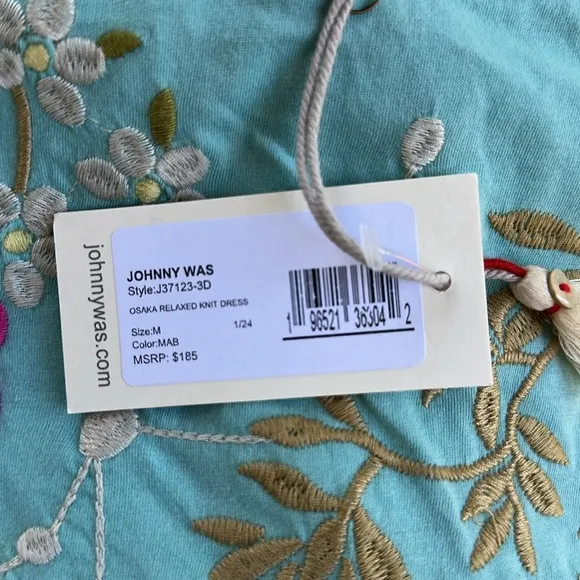 johnnywas.com
JOHNNY WAS
Style:J37123-3D
OSAKA RELAXED KNIT DRESS
Size:M 1/24
Color:MAB
MSRP: $185
1 96521 36304 2